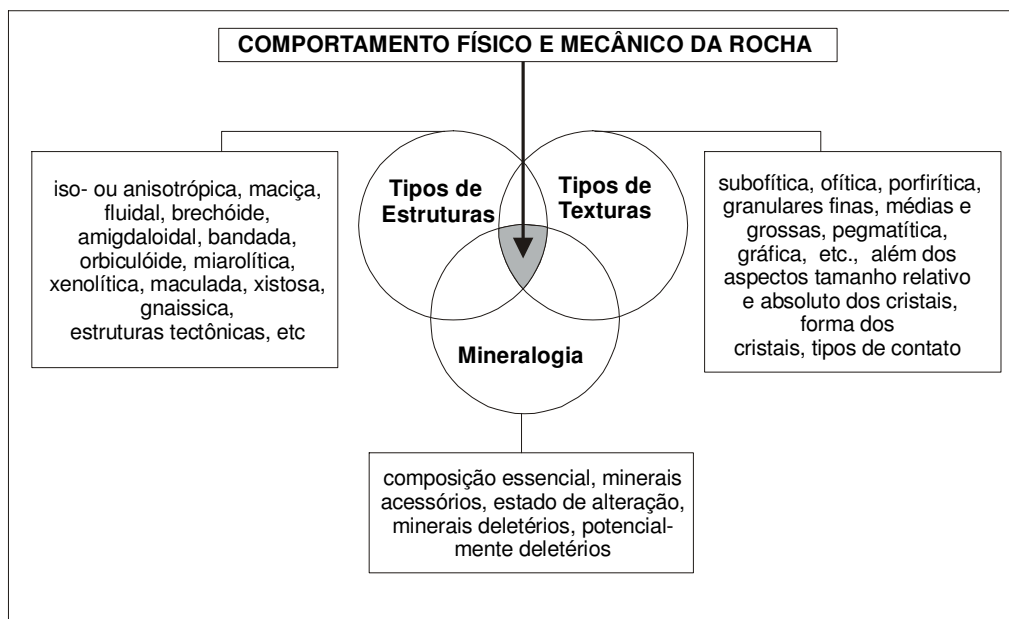 COMPORTAMENTO FÍSICO E MECÂNICO DA ROCHA
iso- ou anisotrópica, maciça,
fluidal, brechóide,
amigdaloidal, bandada,
orbiculóide, miarolítica,
xenolítica, maculada, xistosa,
gnaissica,
estruturas tectônicas, etc
Tipos de
Estruturas
Tipos de
Texturas
Mineralogia
subofítica, ofítica, porfirítica,
granulares finas, médias e
grossas, pegmatítica,
gráfica, etc., além dos
aspectos tamanho relativo
e absoluto dos cristais,
forma dos
cristais, tipos de contato
composição essencial, minerais
acessórios, estado de alteração,
minerais deletérios, potencial-
mente deletérios